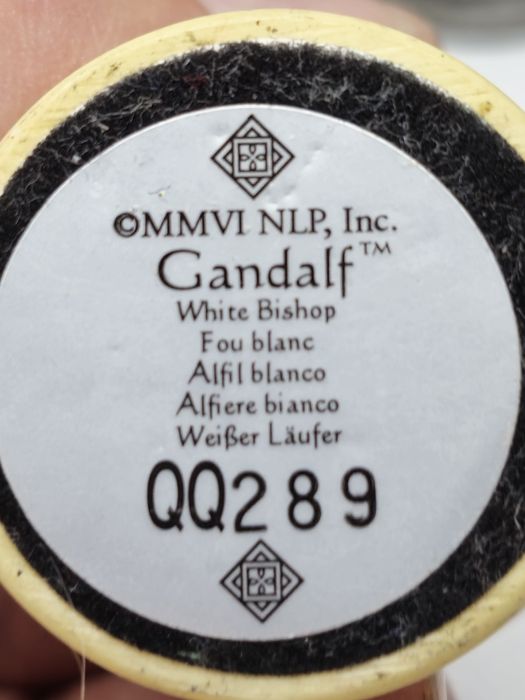 ©MMVI NLP, Inc.
Gandalf™
White Bishop
Fou blanc
Alfil blanco
Alfiere bianco
Weißer Läufer
QQ289